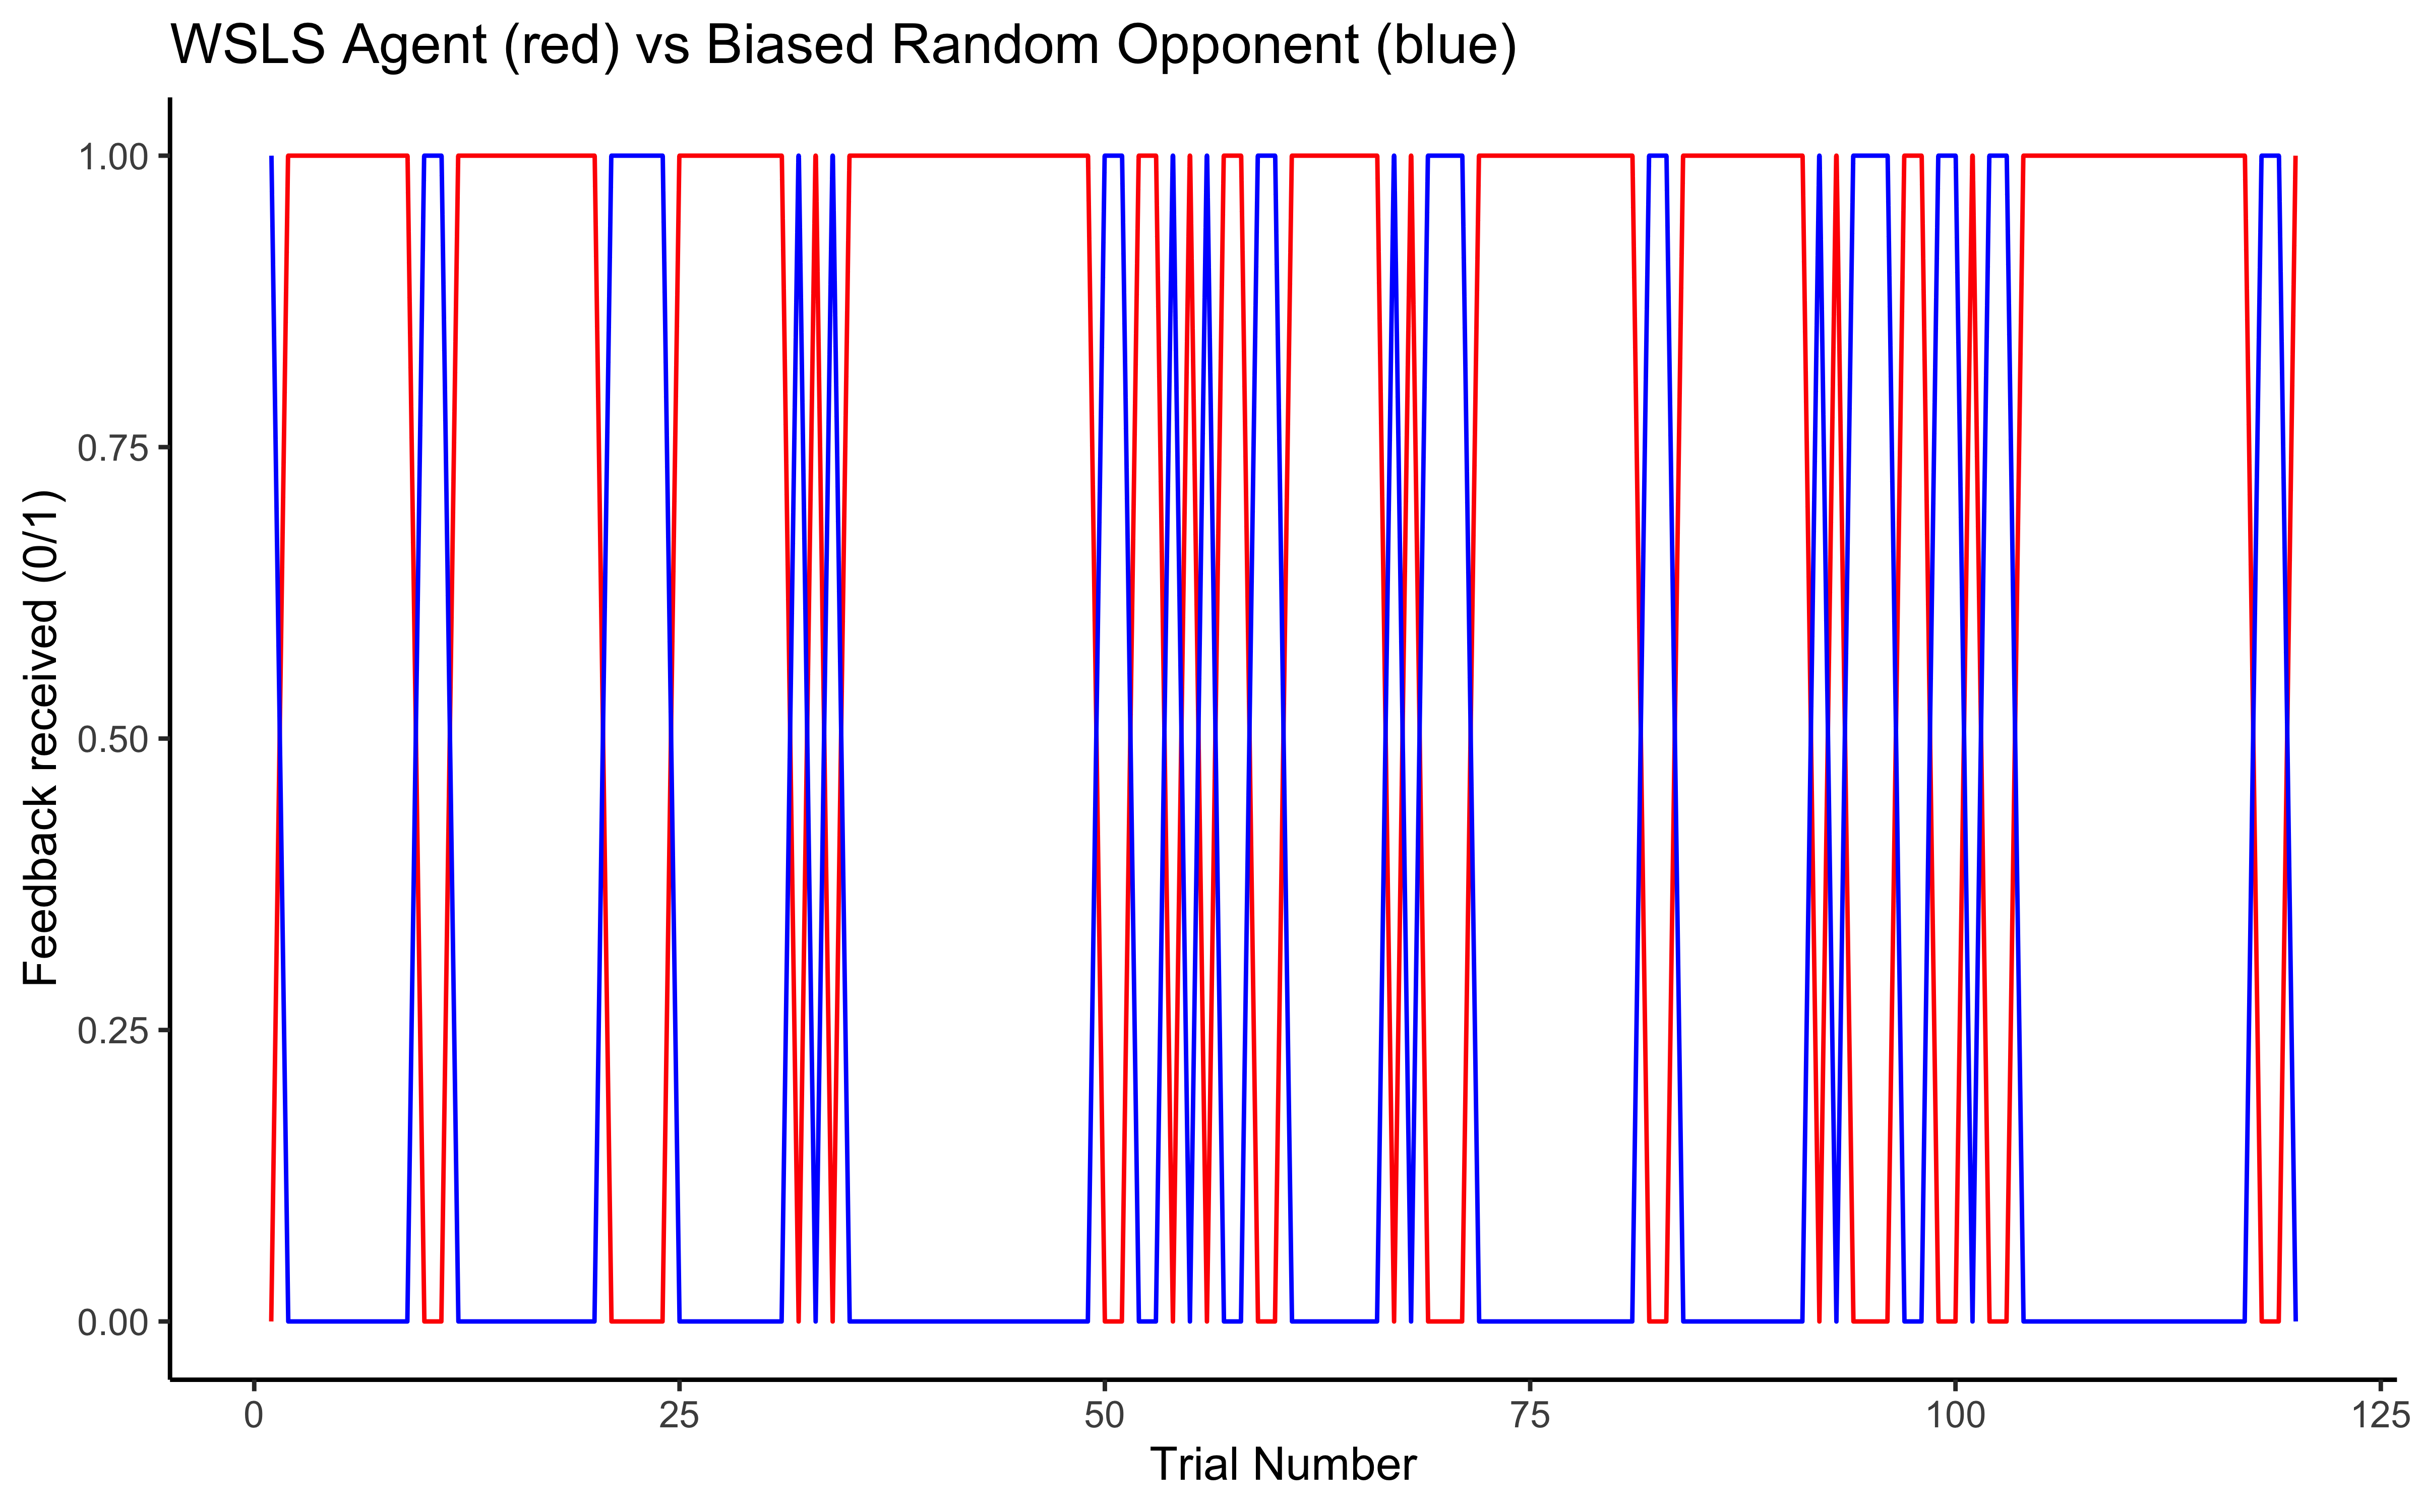 WSLS Agent (red) vs Biased Random Opponent (blue)
Feedback received (0/1)
1.00
0.75
0.50
0.25
0.00
0 25 50 75 100 125
Trial Number